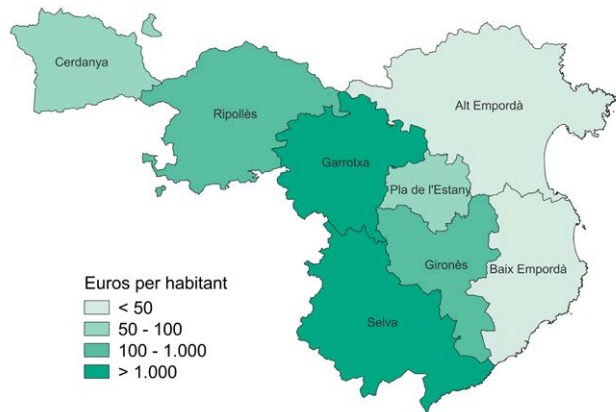 Cerdanya
Ripollès
Alt Empordà
Garrotxa
Pla de l'Estany
Gironès
Baix Empordà
Selva
Euros per habitant
< 50
50 - 100
100 - 1.000
> 1.000